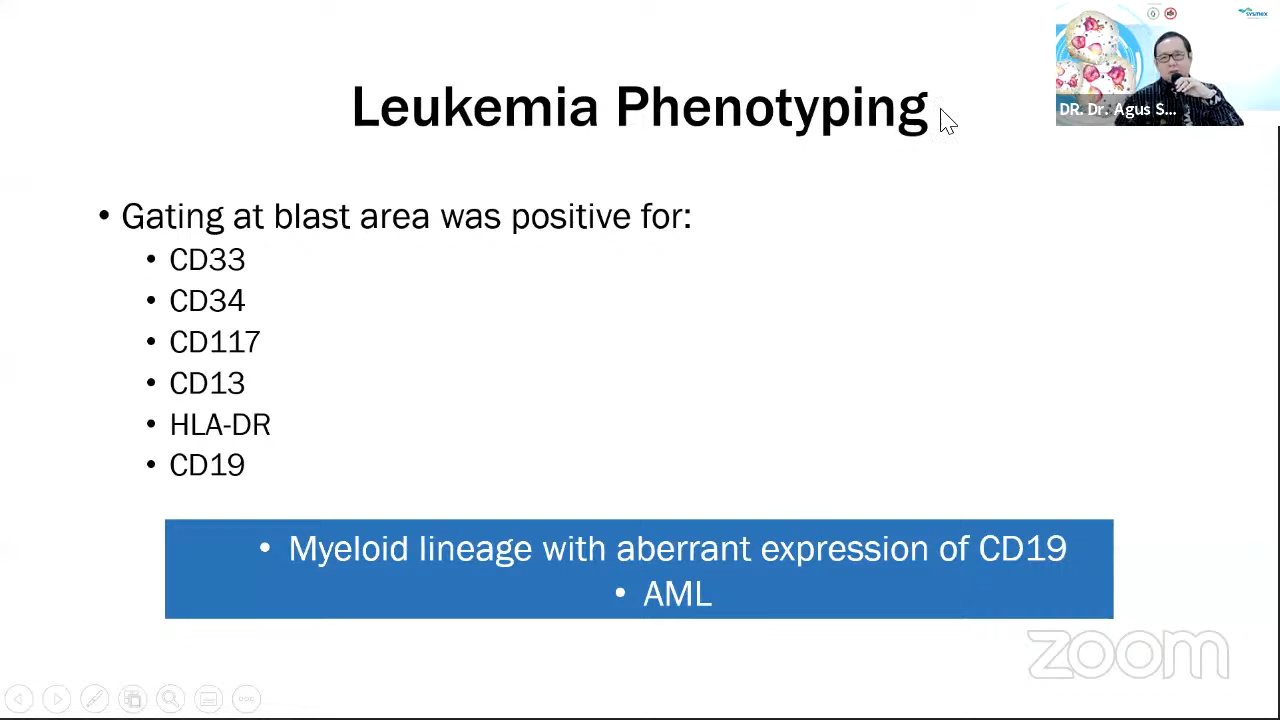 SYSMEX
DR. Dr. Agus S...
Leukemia Phenotyping
• Gating at blast area was positive for:
• CD33
• CD34
• CD117
• CD13
• HLA-DR
• CD19
• Myeloid lineage with aberrant expression of CD19
• AML
zoom